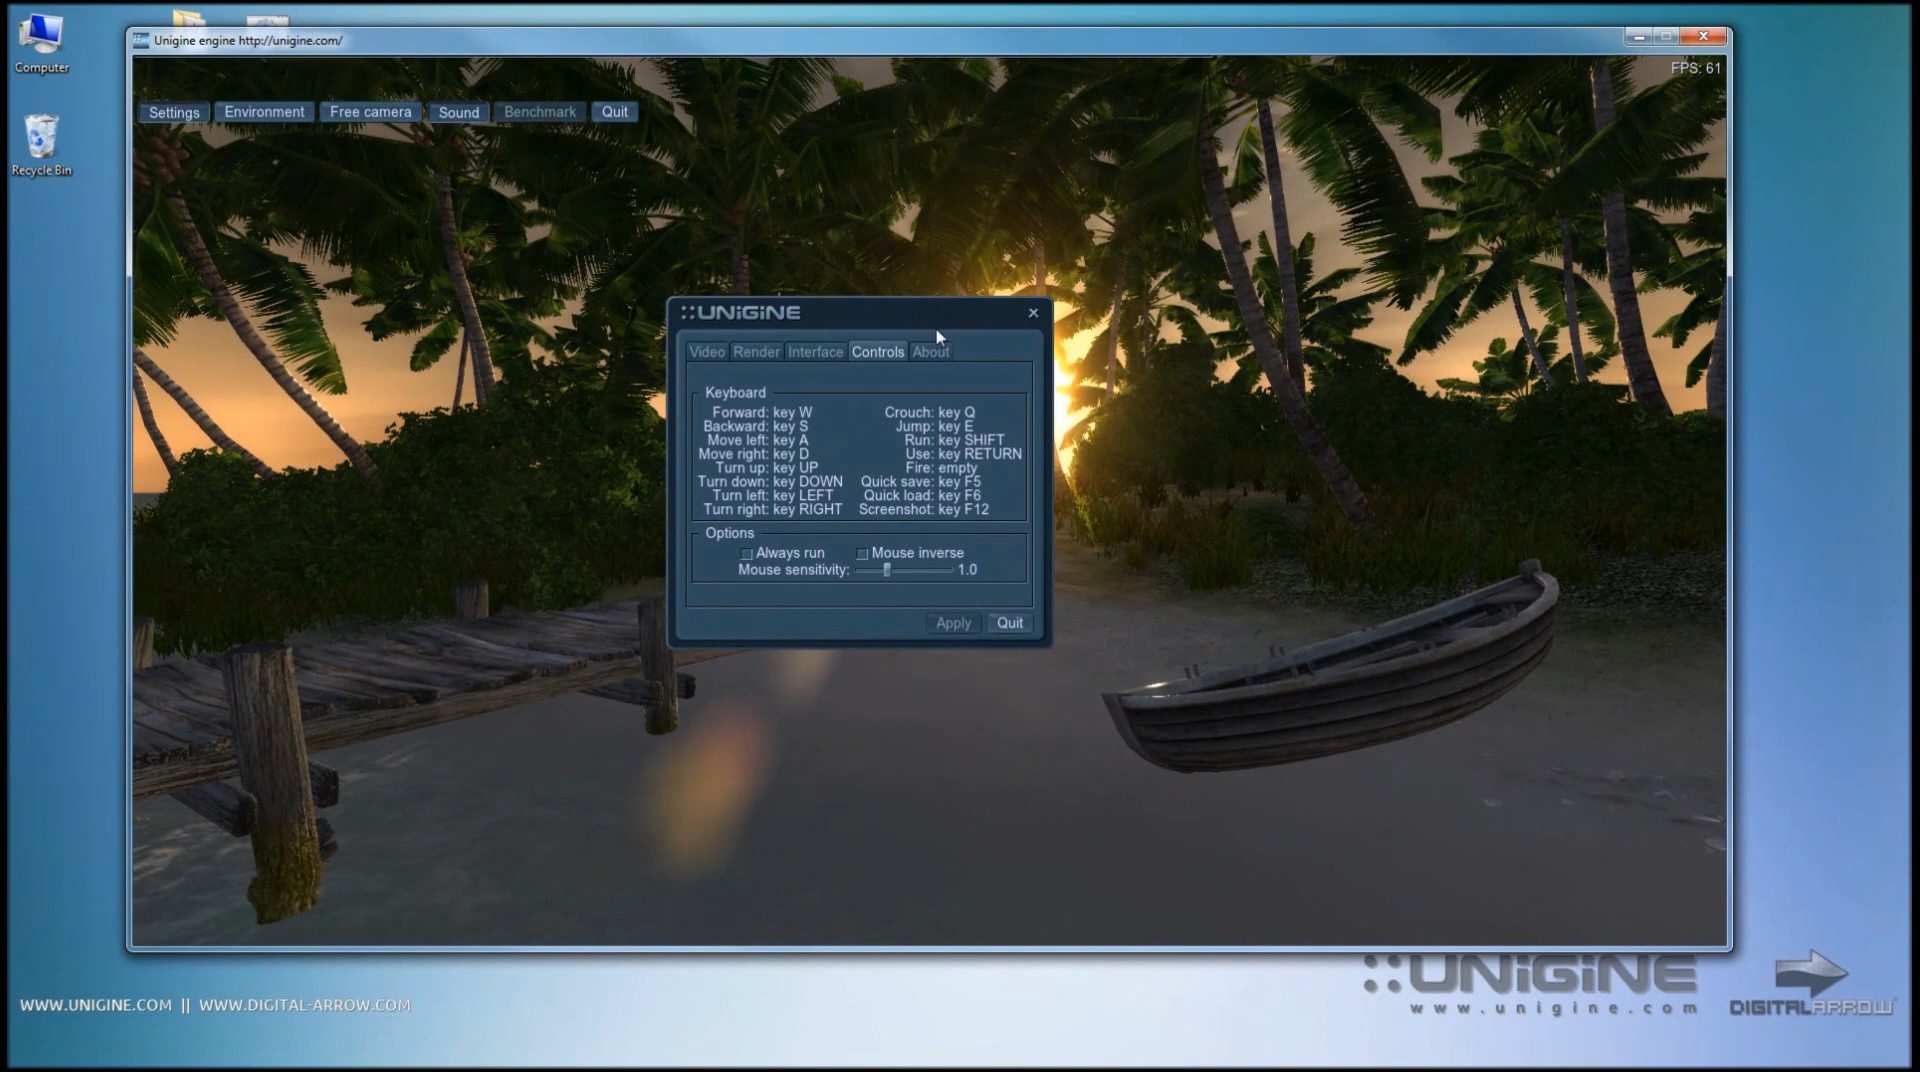 Computer
Recycle Bin
Unigine engine http://unigine.com/
FPS: 61
Settings Environment Free camera Sound Benchmark Quit
::UNiGiNE
Video Render Interface Controls About
Keyboard
Forward: key W Crouch: key Q
Backward: key S Jump: key E
Move left: key A Run: key SHIFT
Move right: key D Use: key RETURN
Turn up: key UP Fire: empty
Turn down: key DOWN Quick save: key F5
Turn left: key LEFT Quick load: key F6
Turn right: key RIGHT Screenshot: key F12
Options
Always run Mouse inverse
Mouse sensitivity: 1.0
Apply Quit
WWW.UNIGINE.COM || WWW.DIGITAL-ARROW.COM
::UNiGiNE
www.unigine.com
DIGITALARROW